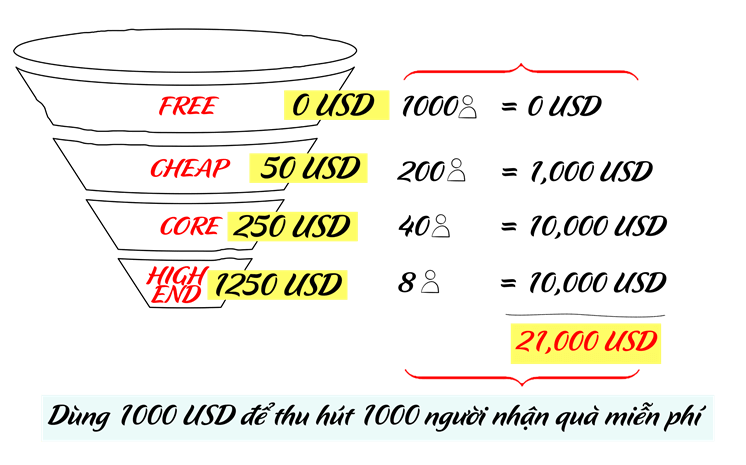 FREE 0 USD 1000 = 0 USD
CHEAP 50 USD 200 = 1,000 USD
CORE 250 USD 40 = 10,000 USD
HIGH
END 1250 USD 8 = 10,000 USD
21,000 USD
Dùng 1000 USD để thu hút 1000 người nhận quà miễn phí